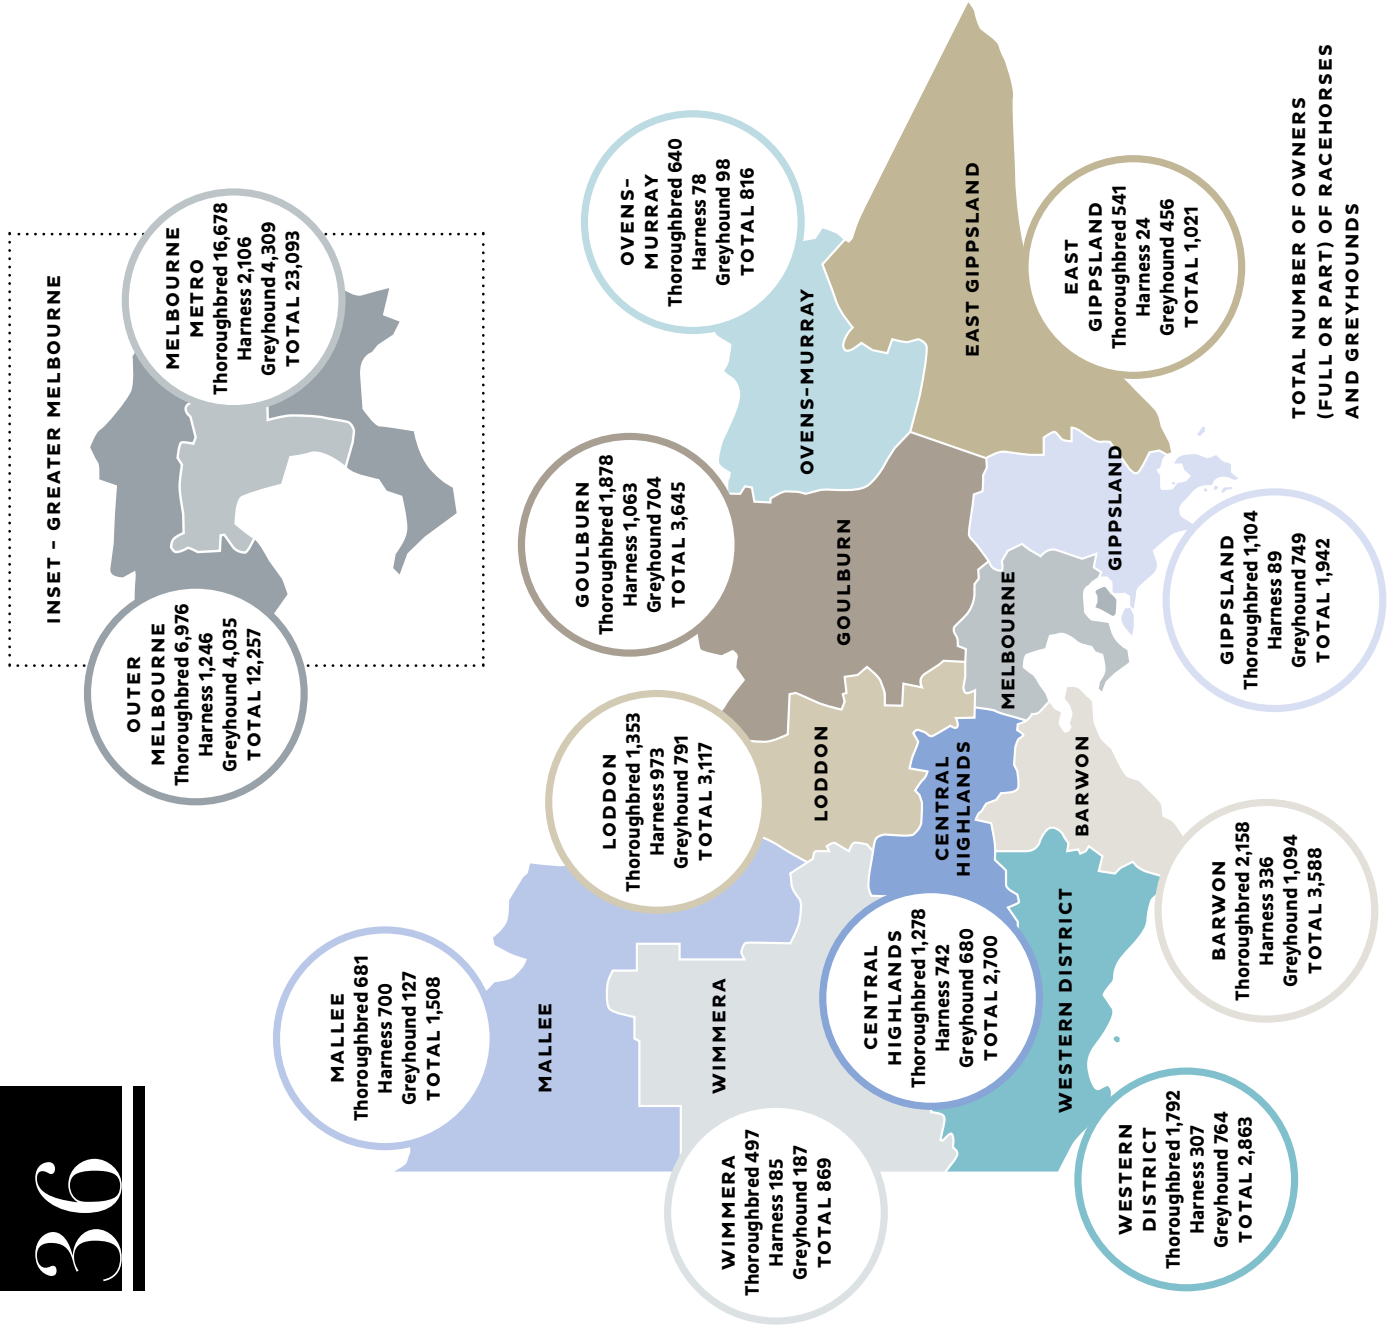 36
INSET – GREATER MELBOURNE
OUTER
MELBOURNE
Thoroughbred 6,976
Harness 1,246
Greyhound 4,035
TOTAL 12,257
MELBOURNE
METRO
Thoroughbred 16,678
Harness 2,106
Greyhound 4,309
TOTAL 23,093
MALLEE
Thoroughbred 681
Harness 700
Greyhound 127
TOTAL 1,508
MALLEE
LODDON
Thoroughbred 1,353
Harness 973
Greyhound 791
TOTAL 3,117
LODDON
GOULBURN
Thoroughbred 1,878
Harness 1,063
Greyhound 704
TOTAL 3,645
GOULBURN
OVENS–
MURRAY
Thoroughbred 640
Harness 78
Greyhound 98
TOTAL 816
OVENS–MURRAY
WIMMERA
WIMMERA
Thoroughbred 497
Harness 185
Greyhound 187
TOTAL 869
CENTRAL
HIGHLANDS
Thoroughbred 1,278
Harness 742
Greyhound 680
TOTAL 2,700
CENTRAL
HIGHLANDS
MELBOURNE
EAST GIPPSLAND
EAST
GIPPSLAND
Thoroughbred 541
Harness 24
Greyhound 456
TOTAL 1,021
WESTERN DISTRICT
WESTERN
DISTRICT
Thoroughbred 1,792
Harness 307
Greyhound 764
TOTAL 2,863
BARWON
BARWON
Thoroughbred 2,158
Harness 336
Greyhound 1,094
TOTAL 3,588
GIPPSLAND
GIPPSLAND
Thoroughbred 1,104
Harness 89
Greyhound 749
TOTAL 1,942
TOTAL NUMBER OF OWNERS
(FULL OR PART) OF RACEHORSES
AND GREYHOUNDS